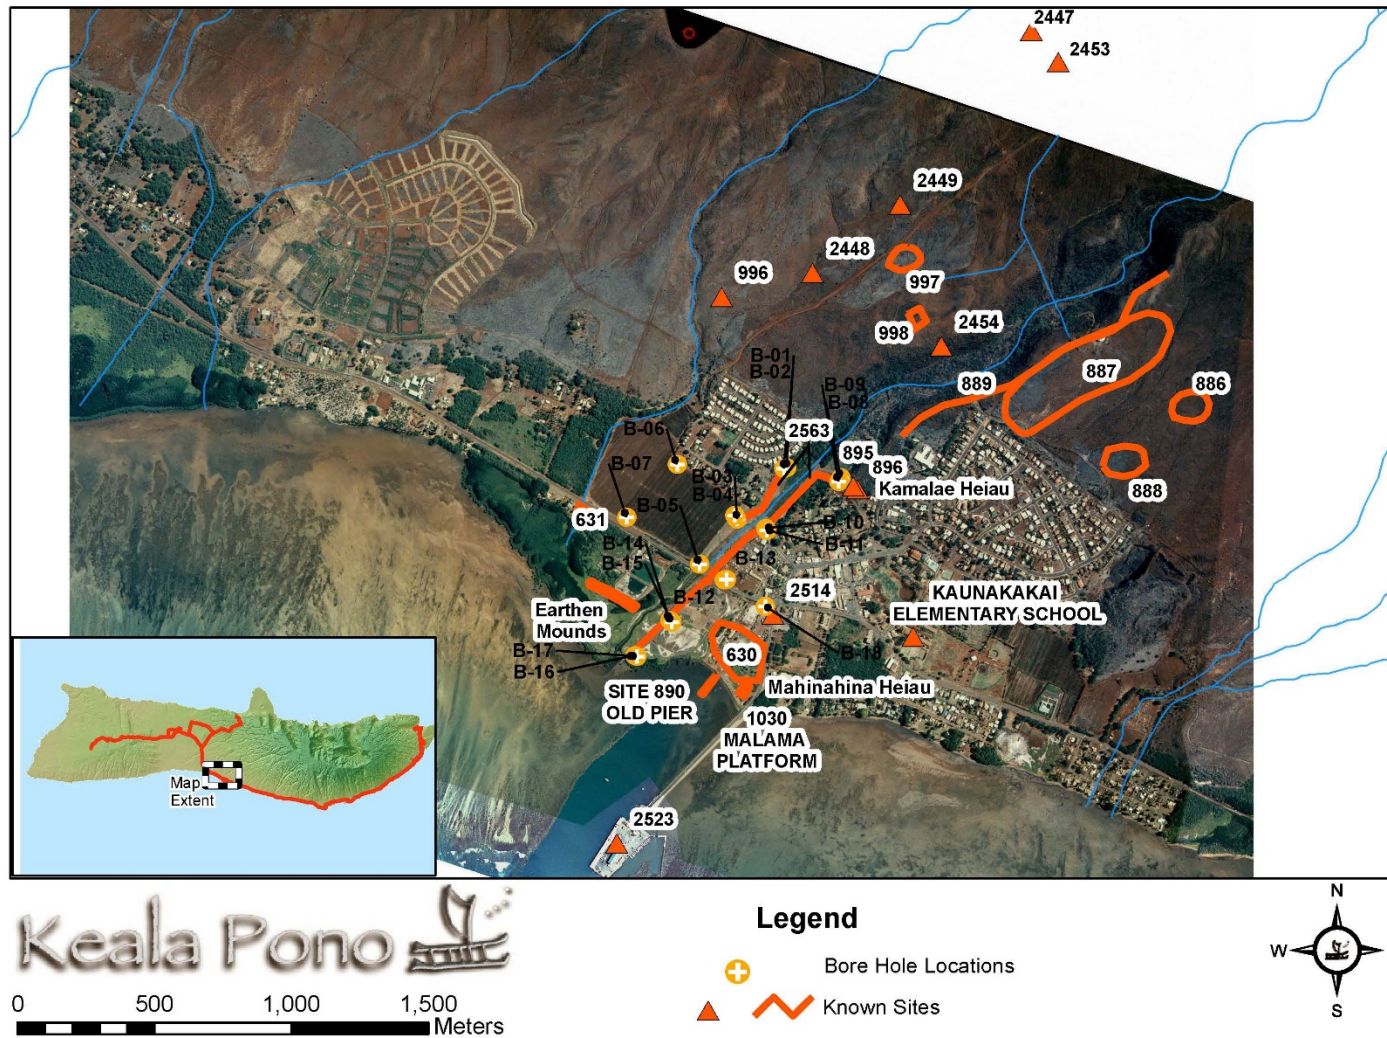 2447
2453
2449
2448
996
997
998
2454
B-01
B-02
B-09
B-08
889
887
886
B-06
2563
B-07
B-03
B-04
895
896
Kamalae Heiau
888
631
B-05
B-10
B-14
B-15
B-11
B-13
B-12
2514
KAUNAKAKAI
ELEMENTARY SCHOOL
Earthen
Mounds
B-17
B-16
630
B-18
SITE 890
OLD PIER
Mahinahina Heiau
1030
MALAMA
PLATFORM
Map
Extent
2523
Keala Pono
0 500 1,000 1,500
Meters
Legend
Bore Hole Locations
Known Sites
N
W E
S